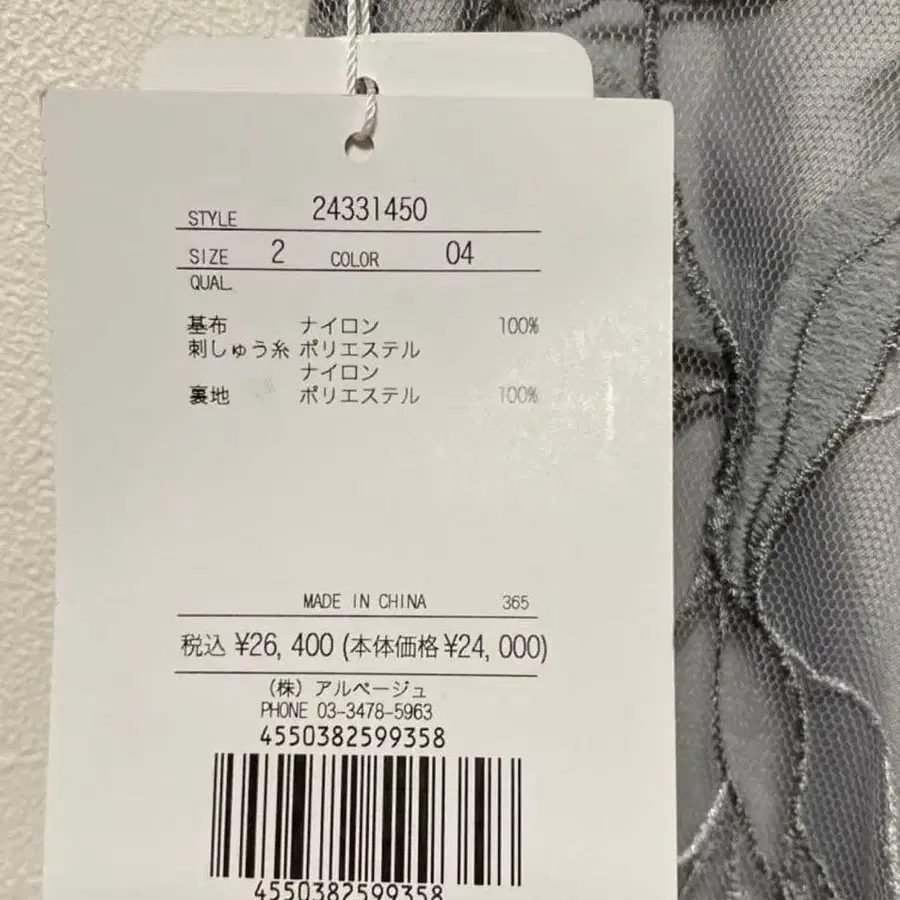 STYLE 24331450
SIZE 2 COLOR 04
QUAL.
基布 ナイロン 100%
刺しゅう糸 ポリエステル
ナイロン
裏地 ポリエステル 100%
MADE IN CHINA 365
税込 ¥26,400 (本体価格 ¥24,000)
(株) アルページュ
PHONE 03-3478-5963
4550382599358
4550382599358